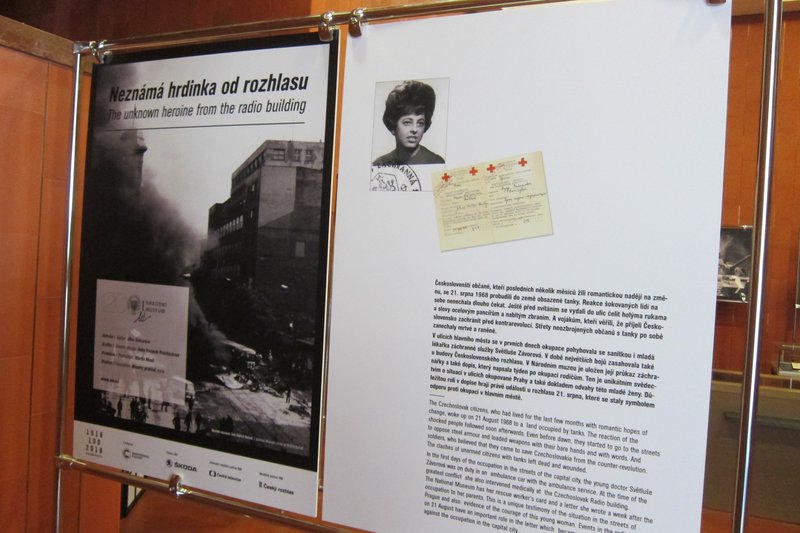 Neznámá hrdinka od rozhlasu
The unknown heroine from the radio building
NÁRODNÍ
MUZEUM
1918
100
2018
ŠKODA
Česká televize
Český rozhlas
ZÁCHRANNÁ
Českoslovenští občané, kteří posledních několik měsíců žili romantickou nadějí na změ-
nu, se 21. srpna 1968 probudili do země obsazené tanky. Reakce šokovaných lidí na
sebe nenechala dlouho čekat. Ještě před svítáním se vydali do ulic čelit holýma rukama
a slovy ocelovým pancířům a nabitým zbraním. A vojákům, kteří věřili, že přijeli Česko-
slovensko zachránit před kontrarevolucí. Střety neozbrojených občanů s tanky po sobě
zanechaly mrtvé a raněné.
V ulicích hlavního města se v prvních dnech okupace pohybovala se sanitkou i mladá
lékařka záchranné služby Světluše Závorová. V době největších bojů zasahovala také
u budovy Československého rozhlasu. V Národním muzeu je uložen její průkaz záchra-
nářky a také dopis, který napsala týden po okupaci rodičům. Ten je unikátním svědec-
tvím o situaci v ulicích okupované Prahy a také dokladem odvahy této mladé ženy. Dů-
ležitou roli v dopise hrají právě události u rozhlasu 21. srpna, které se staly symbolem
odporu proti okupaci v hlavním městě.
The Czechoslovak citizens, who had lived for the last few months with romantic hopes of
change, woke up on 21 August 1968 to a land occupied by tanks. The reaction of the
shocked people followed soon afterwards. Even before dawn, they started to go to the streets
to oppose steel armour and loaded weapons with their bare hands and with words. And
soldiers, who believed that they came to save Czechoslovakia from the counter-revolution.
The clashes of unarmed citizens with tanks left dead and wounded.
In the first days of the occupation in the streets of the capital city, the young doctor Světluše
Závorová was on duty in an ambulance car with the ambulance service. At the time of the
greatest conflict she also intervened medically at the Czechoslovak Radio building.
The National Museum has her rescue worker's card and a letter she wrote a week after the
occupation to her parents. This is a unique testimony of the situation in the streets of
Prague and also evidence of the courage of this young woman. Events in the
on 21 August have an important role in the letter which
against the occupation in the capital city.